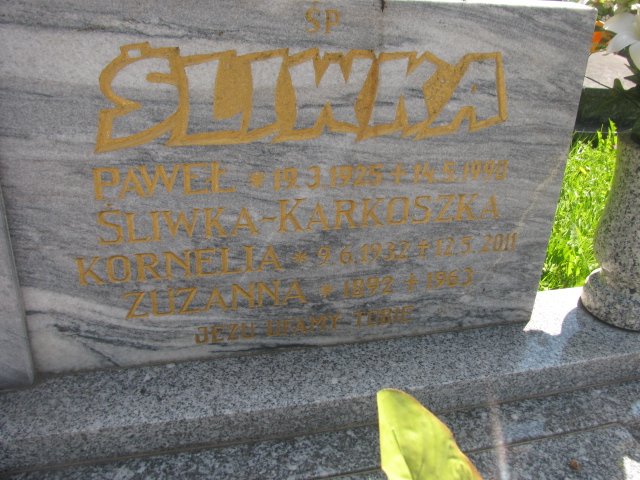 ŚP
ŚLIWKA
PAWEŁ * 19.3.1925 + 14.5.1970
ŚLIWKA-KARKOSZKA
KORNELIA * 9.6.1932 + 12.5.2011
ZUZANNA * 1892 + 1963
JEZU UFAMY TOBIE